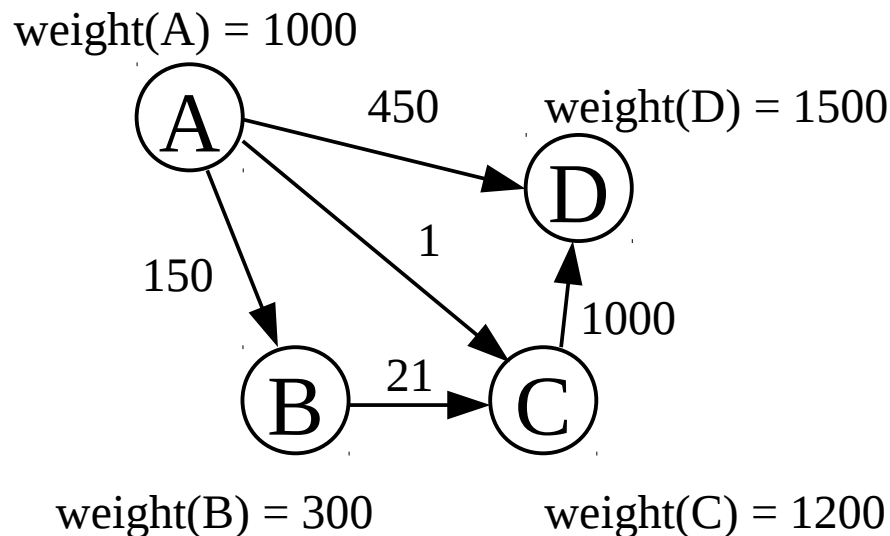 weight(A) = 1000
A
450
weight(D) = 1500
D
1
150
1000
21
B
C
weight(B) = 300
weight(C) = 1200